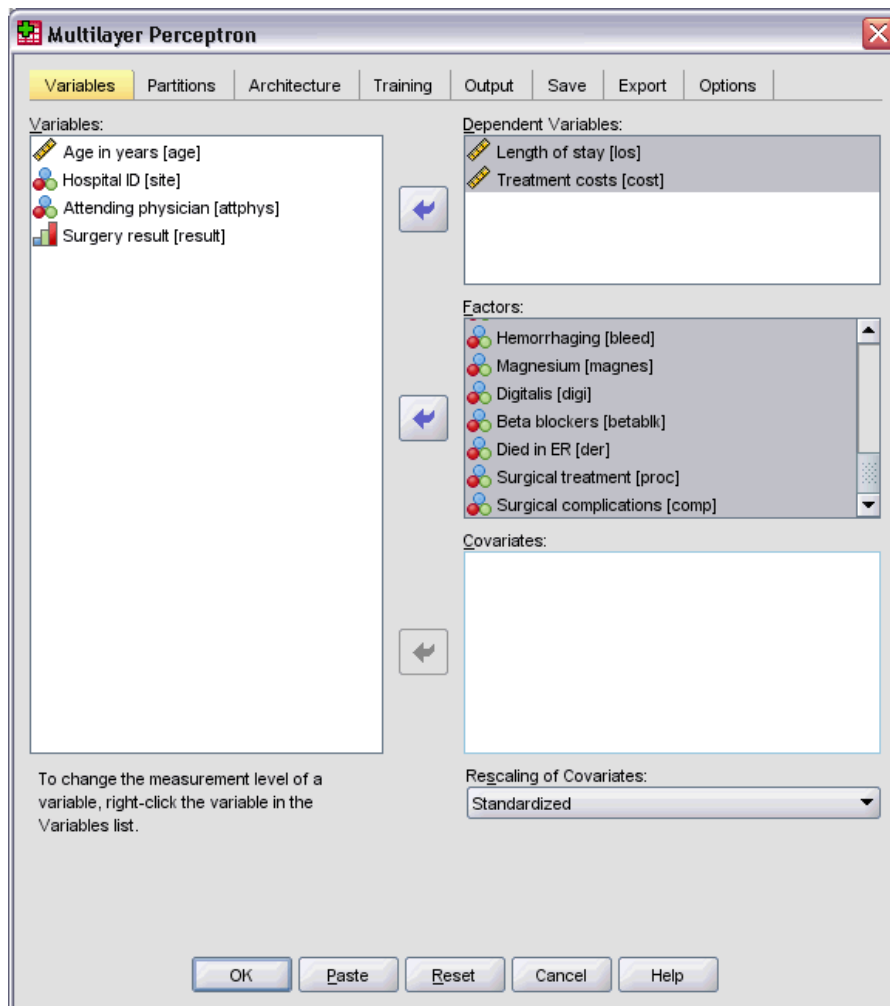 Multilayer Perceptron
Variables Partitions Architecture Training Output Save Export Options
Variables:
Age in years [age]
Hospital ID [site]
Attending physician [attphys]
Surgery result [result]
Dependent Variables:
Length of stay [los]
Treatment costs [cost]
Factors:
Hemorrhaging [bleed]
Magnesium [magnes]
Digitalis [digi]
Beta blockers [betablk]
Died in ER [der]
Surgical treatment [proc]
Surgical complications [comp]
Covariates:
To change the measurement level of a
variable, right-click the variable in the
Variables list.
Rescaling of Covariates:
Standardized
OK Paste Reset Cancel Help